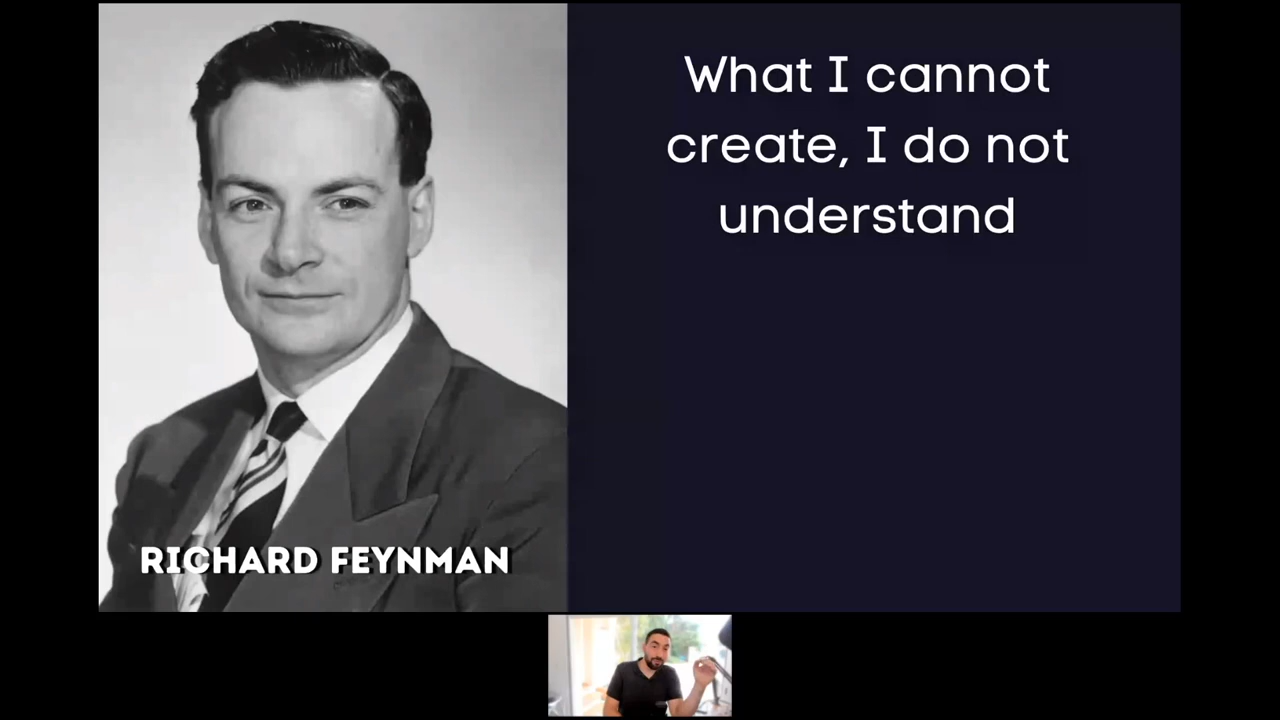 What I cannot
create, I do not
understand
RICHARD FEYNMAN